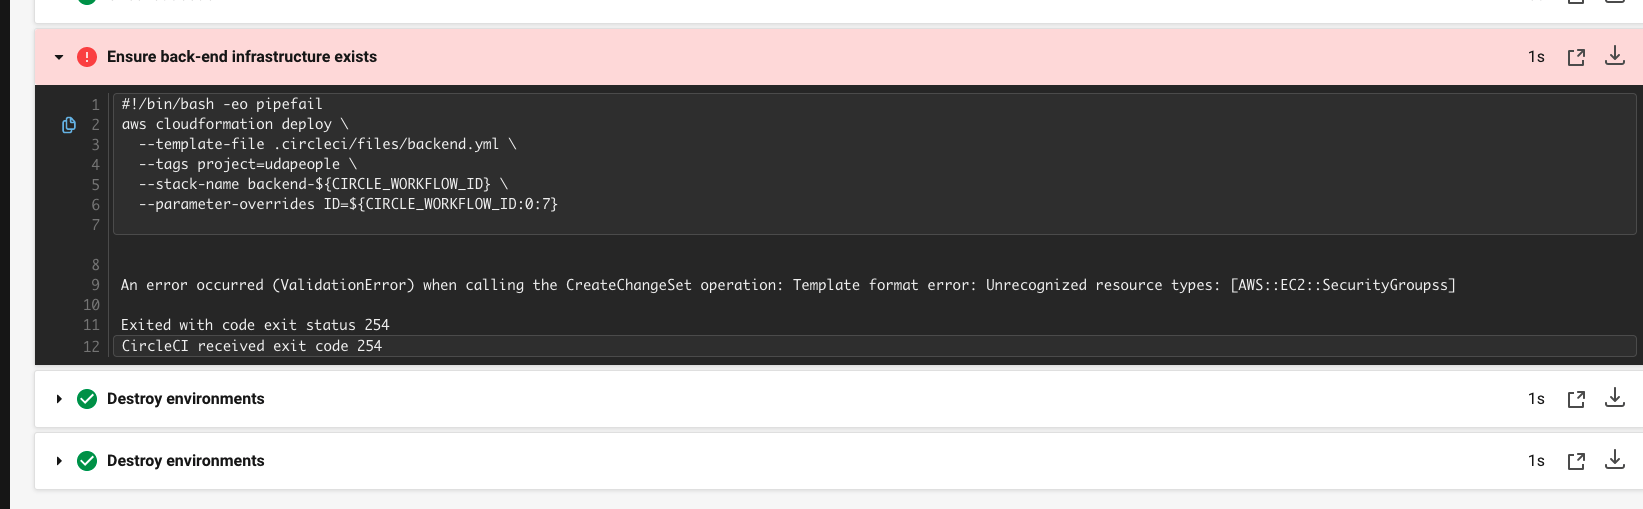 Ensure back-end infrastructure exists
1s
1 #!/bin/bash -eo pipefail
2 aws cloudformation deploy \
3 --template-file .circleci/files/backend.yml \
4 --tags project=udapeople \
5 --stack-name backend-${CIRCLE_WORKFLOW_ID} \
6 --parameter-overrides ID=${CIRCLE_WORKFLOW_ID:0:7}
7
8
9 An error occurred (ValidationError) when calling the CreateChangeSet operation: Template format error: Unrecognized resource types: [AWS::EC2::SecurityGroupss]
10
11 Exited with code exit status 254
12 CircleCI received exit code 254
Destroy environments
1s
Destroy environments
1s